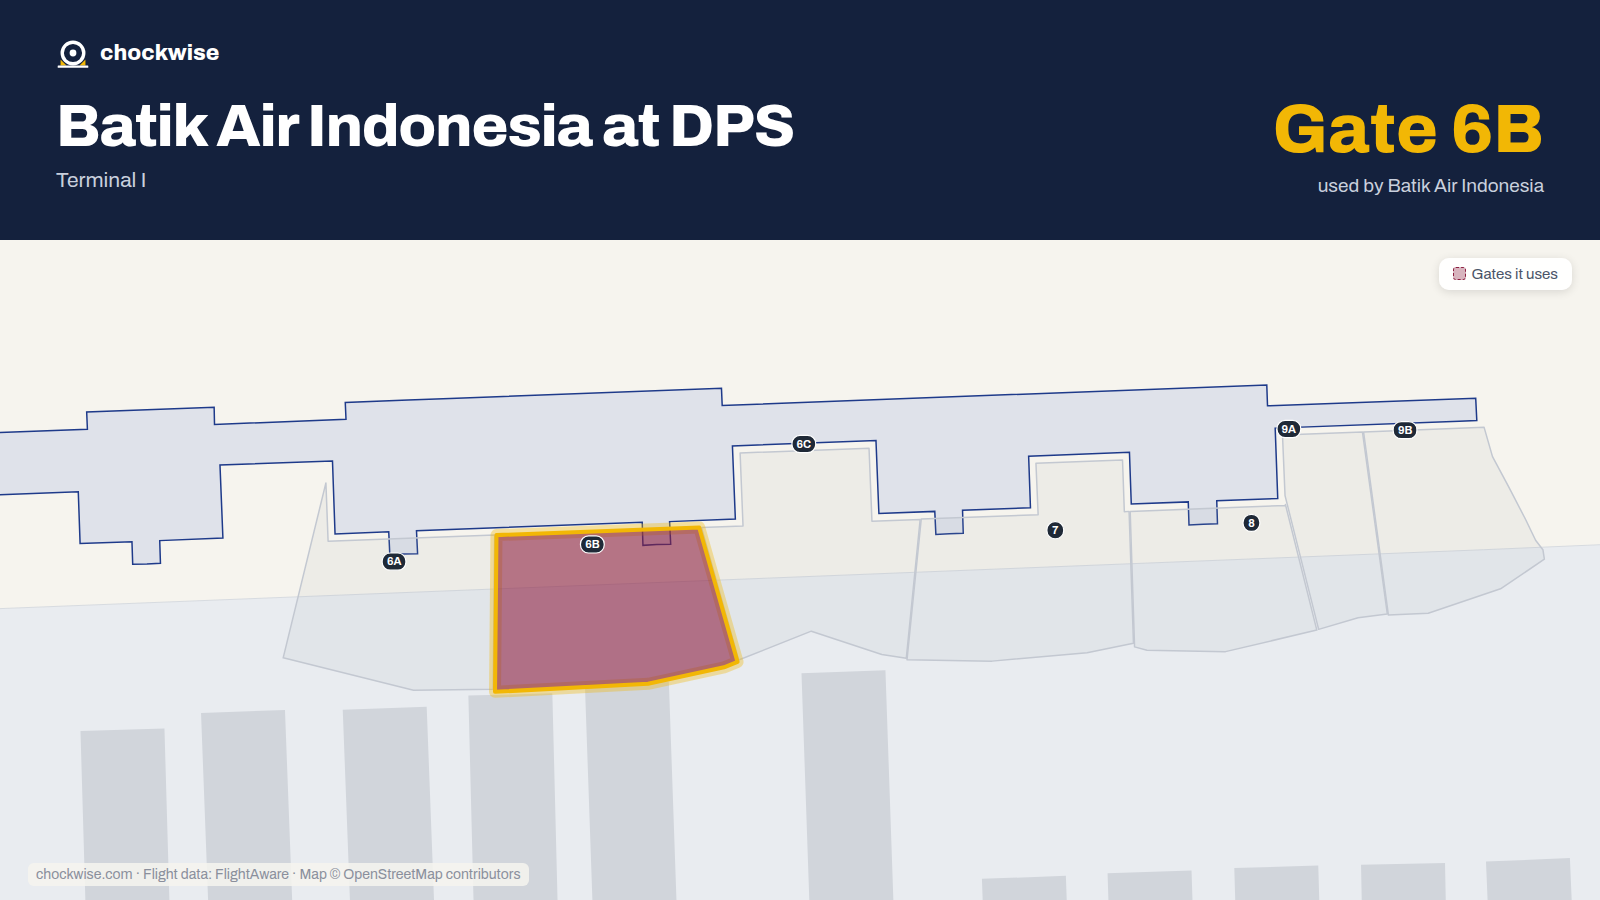 chockwise
Batik Air Indonesia at DPS
Terminal I
Gate 6B
used by Batik Air Indonesia
Gates it uses
6C
9A
9B
8
7
6B
6A
chockwise.com · Flight data: FlightAware · Map © OpenStreetMap contributors